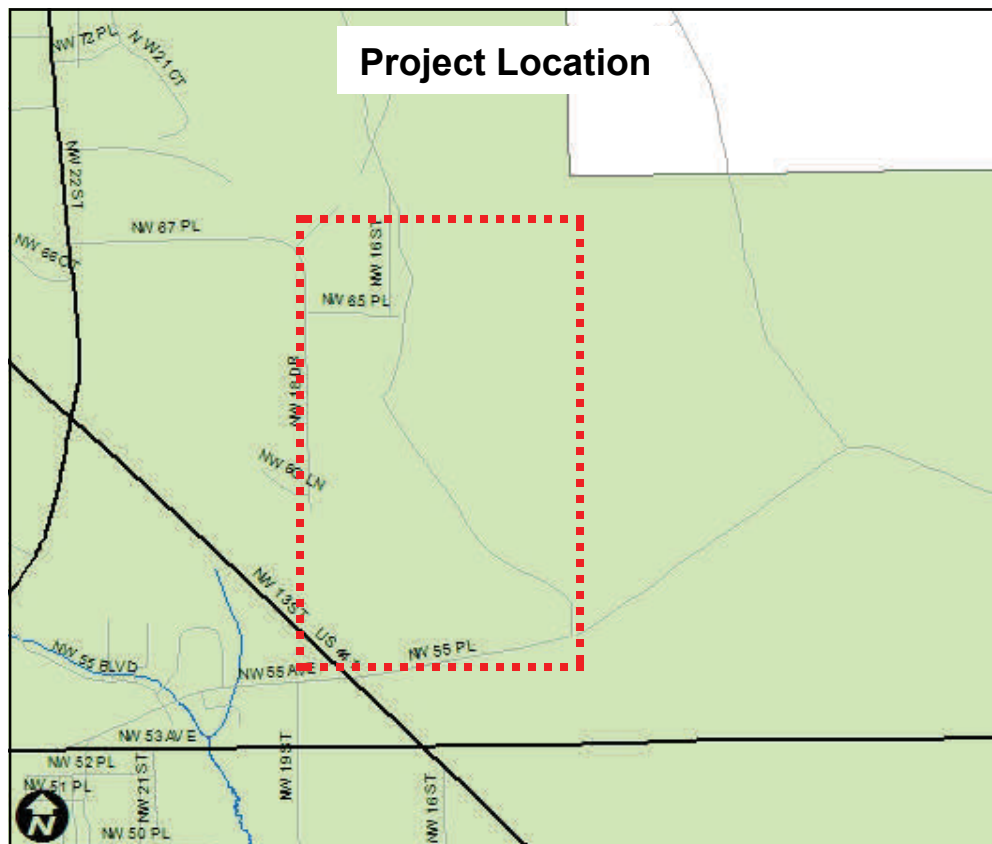 Project Location
NW 72 PL
N W 21 CT
NW 22 ST
NW 67 PL
NW 66 CT
NW 16 ST
NW 65 PL
NW 18 DR
LN
NW 13 ST
US 44
NW 55 PL
NW 55 AVE
NW 55 BLVD
NW 53 AVE
NW 52 PL
NW 51 PL
NW 21 ST
NW 19 ST
NW 16 ST
NW 50 PL
N